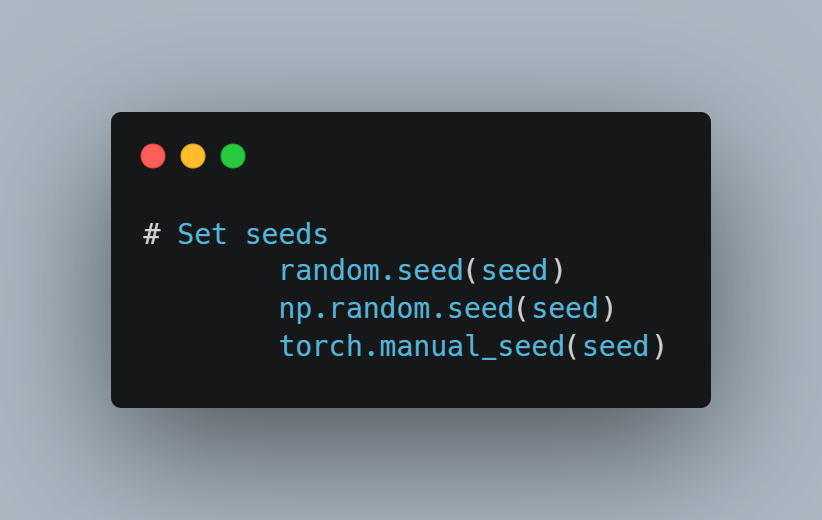 # Set seeds
        random.seed(seed)
        np.random.seed(seed)
        torch.manual_seed(seed)